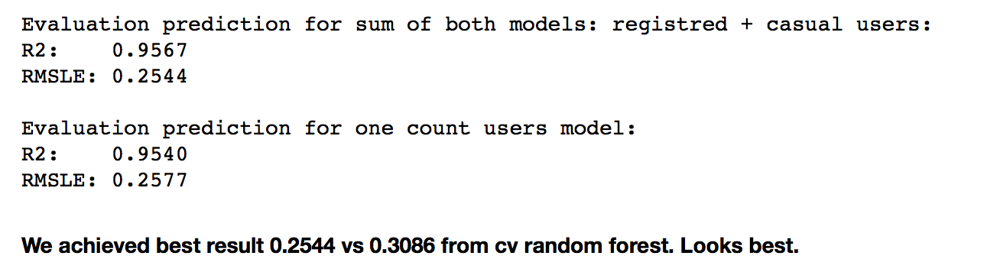 Evaluation prediction for sum of both models: registred + casual users:
R2: 0.9567
RMSLE: 0.2544
Evaluation prediction for one count users model:
R2: 0.9540
RMSLE: 0.2577
We achieved best result 0.2544 vs 0.3086 from cv random forest. Looks best.